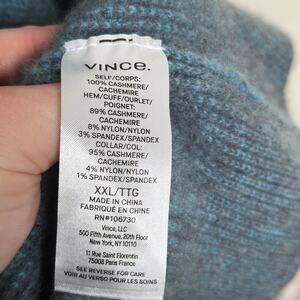 VINCE.
SELF/CORPS:
100% CASHMERE/
CACHEMIRE
HEM/CUFF/OURLET/
POIGNET:
89% CASHMERE/
CACHEMIRE
8% NYLON/NYLON
3% SPANDEX/SPANDEX
COLLAR/COL:
95% CASHMERE/
CACHEMIRE
4% NYLON/NYLON
1% SPANDEX/SPANDEX
XXL/TTG
MADE IN CHINA
FABRIQUÉ EN CHINE
RN#106730
Vince, LLC
500 Fifth Avenue, 20th Floor
New York, NY 10110
11 Rue Saint Florentin
75008 Paris France
SEE REVERSE FOR CARE
VOIR AU VERSO POUR LES SOINS